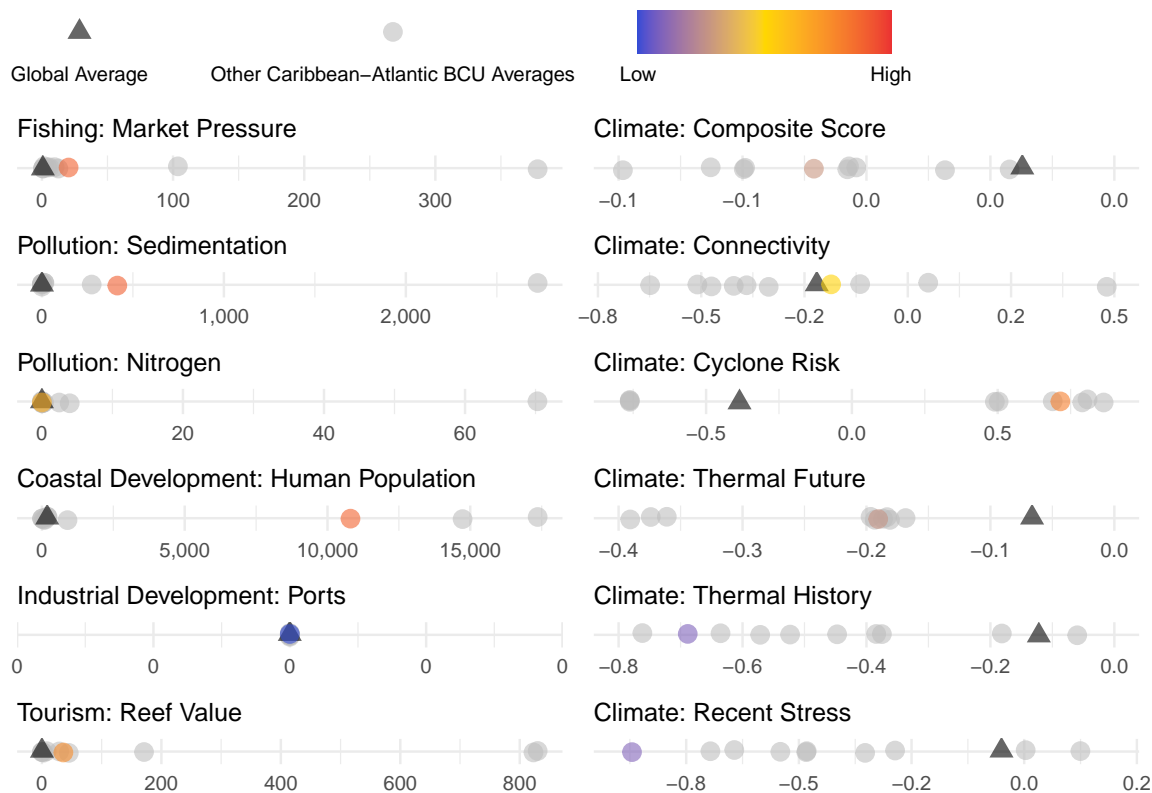 Global Average
Other Caribbean−Atlantic BCU Averages
Low
High
Fishing: Market Pressure
0 100 200 300
Pollution: Sedimentation
0 1,000 2,000
Pollution: Nitrogen
0 20 40 60
Coastal Development: Human Population
0 5,000 10,000 15,000
Industrial Development: Ports
0 0 0 0 0
Tourism: Reef Value
0 200 400 600 800
Climate: Composite Score
−0.1 −0.1 0.0 0.0 0.0
Climate: Connectivity
−0.8 −0.5 −0.2 0.0 0.2 0.5
Climate: Cyclone Risk
−0.5 0.0 0.5
Climate: Thermal Future
−0.4 −0.3 −0.2 −0.1 0.0
Climate: Thermal History
−0.8 −0.6 −0.4 −0.2 0.0
Climate: Recent Stress
−0.8 −0.5 −0.2 0.0 0.2